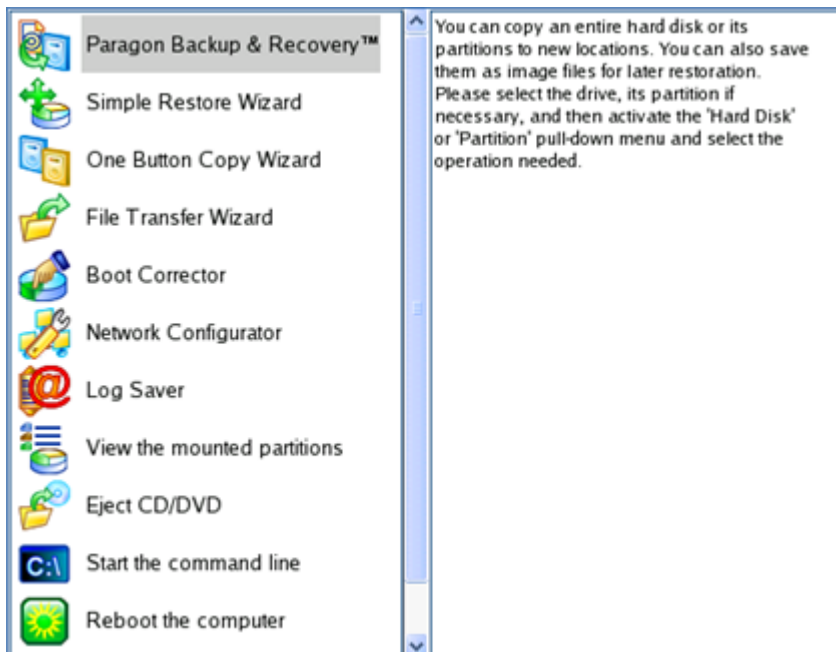 Paragon Backup & Recovery™
Simple Restore Wizard
One Button Copy Wizard
File Transfer Wizard
Boot Corrector
Network Configurator
Log Saver
View the mounted partitions
Eject CD/DVD
C:\
Start the command line
Reboot the computer
You can copy an entire hard disk or its
partitions to new locations. You can also save
them as image files for later restoration.
Please select the drive, its partition if
necessary, and then activate the 'Hard Disk'
or 'Partition' pull-down menu and select the
operation needed.